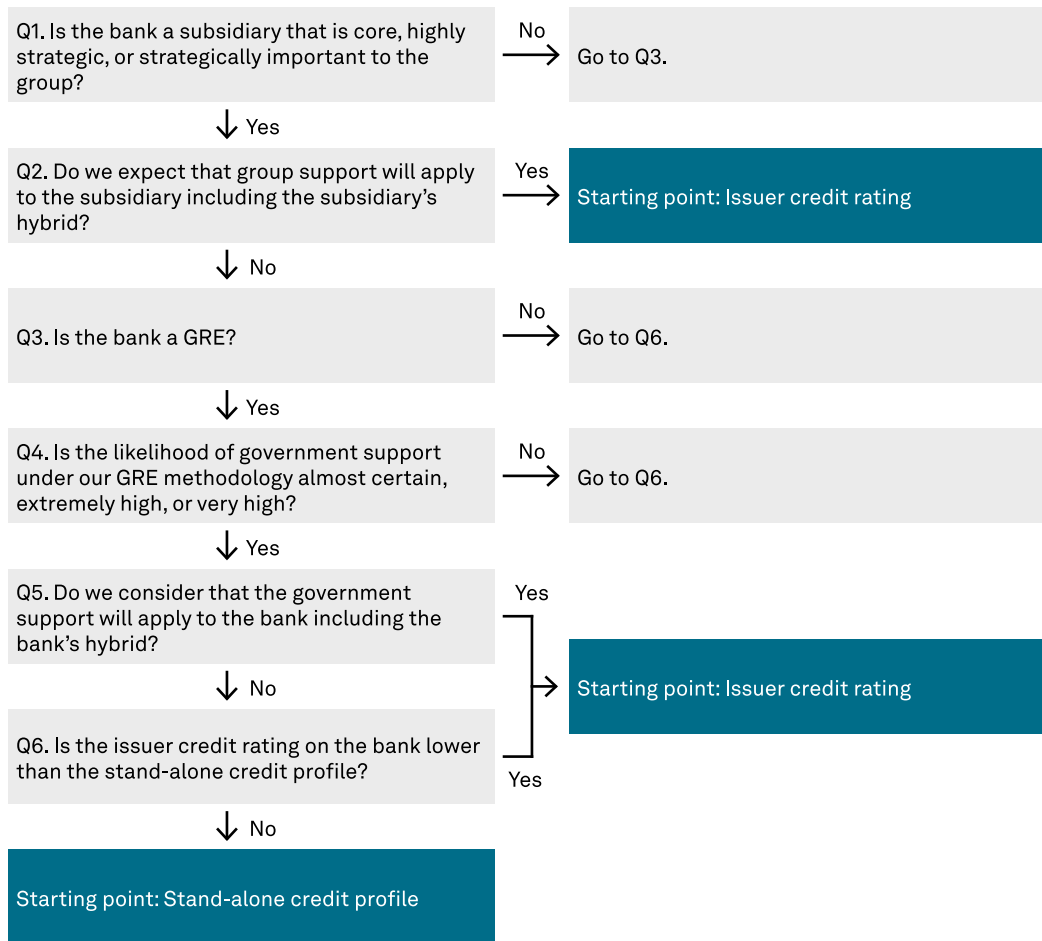 Q1. Is the bank a subsidiary that is core, highly
strategic, or strategically important to the
group?
No
Go to Q3.
Yes
Q2. Do we expect that group support will apply
to the subsidiary including the subsidiary’s
hybrid?
Yes
Starting point: Issuer credit rating
No
Q3. Is the bank a GRE?
No
Go to Q6.
Yes
Q4. Is the likelihood of government support
under our GRE methodology almost certain,
extremely high, or very high?
No
Go to Q6.
Yes
Q5. Do we consider that the government
support will apply to the bank including the
bank’s hybrid?
Yes
Starting point: Issuer credit rating
No
Q6. Is the issuer credit rating on the bank lower
than the stand-alone credit profile?
Yes
No
Starting point: Stand-alone credit profile